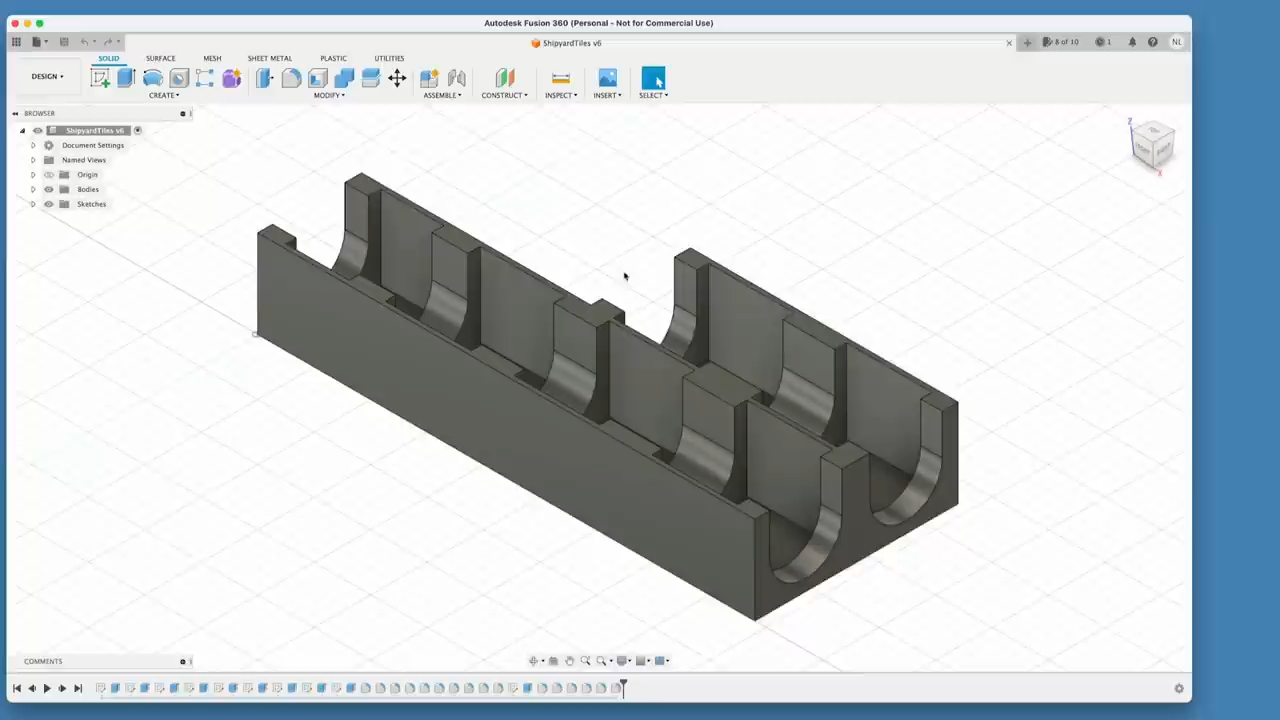 Autodesk Fusion 360 (Personal - Not for Commercial Use)
ShipyardTiles v6
8 of 10
1
NL
DESIGN
SOLID SURFACE MESH SHEET METAL PLASTIC UTILITIES
CREATE MODIFY ASSEMBLE CONSTRUCT INSPECT INSERT SELECT
BROWSER
ShipyardTiles v6
Document Settings
Named Views
Origin
Bodies
Sketches
Z
X
COMMENTS